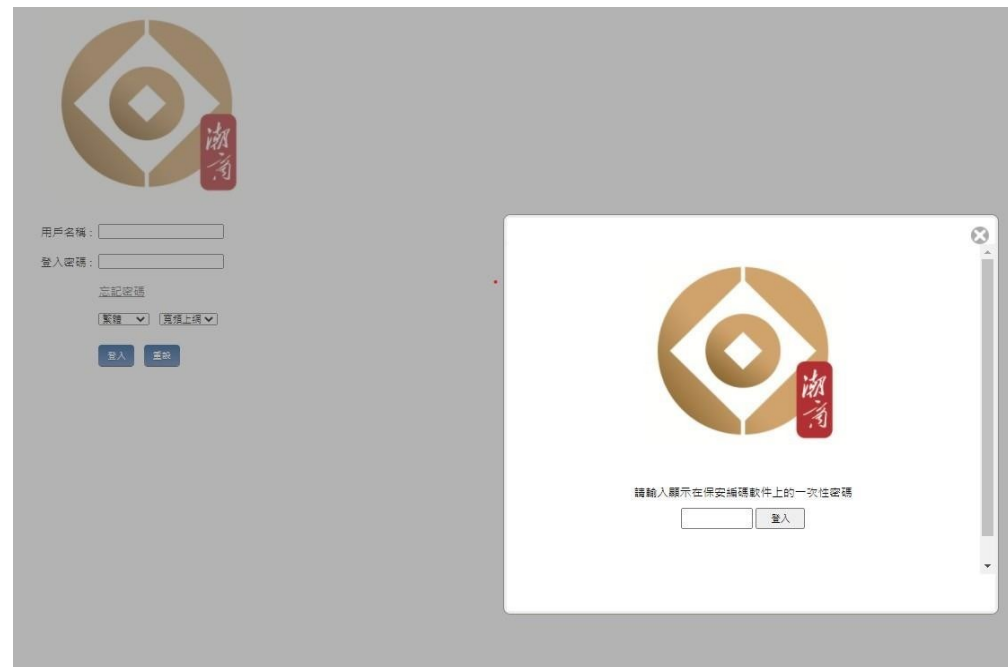 潮商
用戶名稱 :
登入密碼 :
忘記密碼
繁體 寬頻上網
登入 重設
潮商
請輸入顯示在保安編碼軟件上的一次性密碼
登入